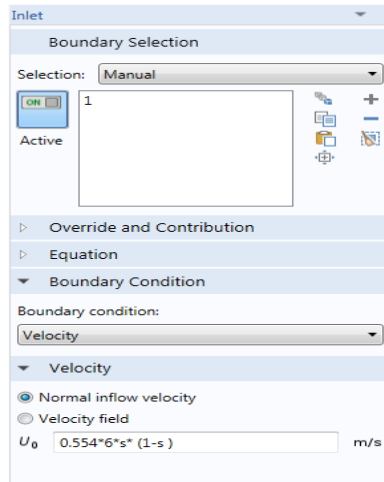 Inlet
Boundary Selection
Selection: Manual
ON
1
Active
Override and Contribution
Equation
Boundary Condition
Boundary condition:
Velocity
Velocity
Normal inflow velocity
Velocity field
U₀ 0.554*6*s* (1-s ) m/s